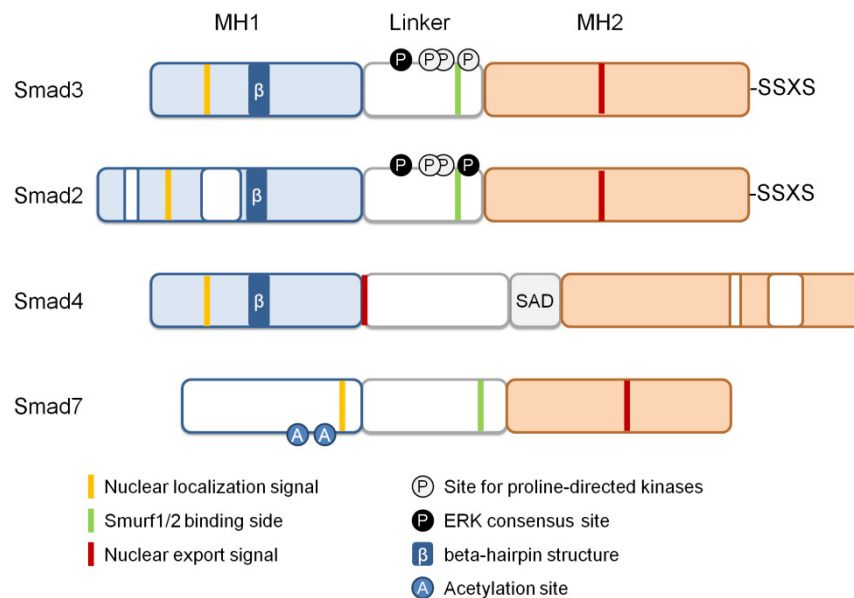 MH1 Linker MH2
P P P P
Smad3 β -SSXS
P P P P
Smad2 β -SSXS
Smad4 β SAD
Smad7
A A
Nuclear localization signal P Site for proline-directed kinases
Smurf1/2 binding side P ERK consensus site
Nuclear export signal β beta-hairpin structure
A Acetylation site